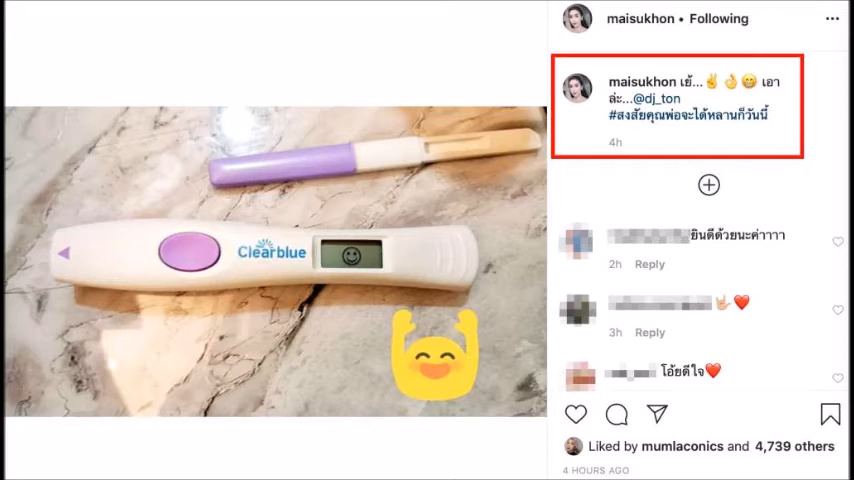 maisukhon • Following
maisukhon เย้...✌️👌🏻😁 เอา
ล่ะ...@dj_ton
#สงสัยคุณพ่อจะได้หลานก็วันนี้
4h
Clearblue
ยินดีด้วยนะค่าาาา
2h Reply
🤟🏻❤️
3h Reply
โอ้ยดีใจ❤️
Liked by mumlaconics and 4,739 others
4 HOURS AGO